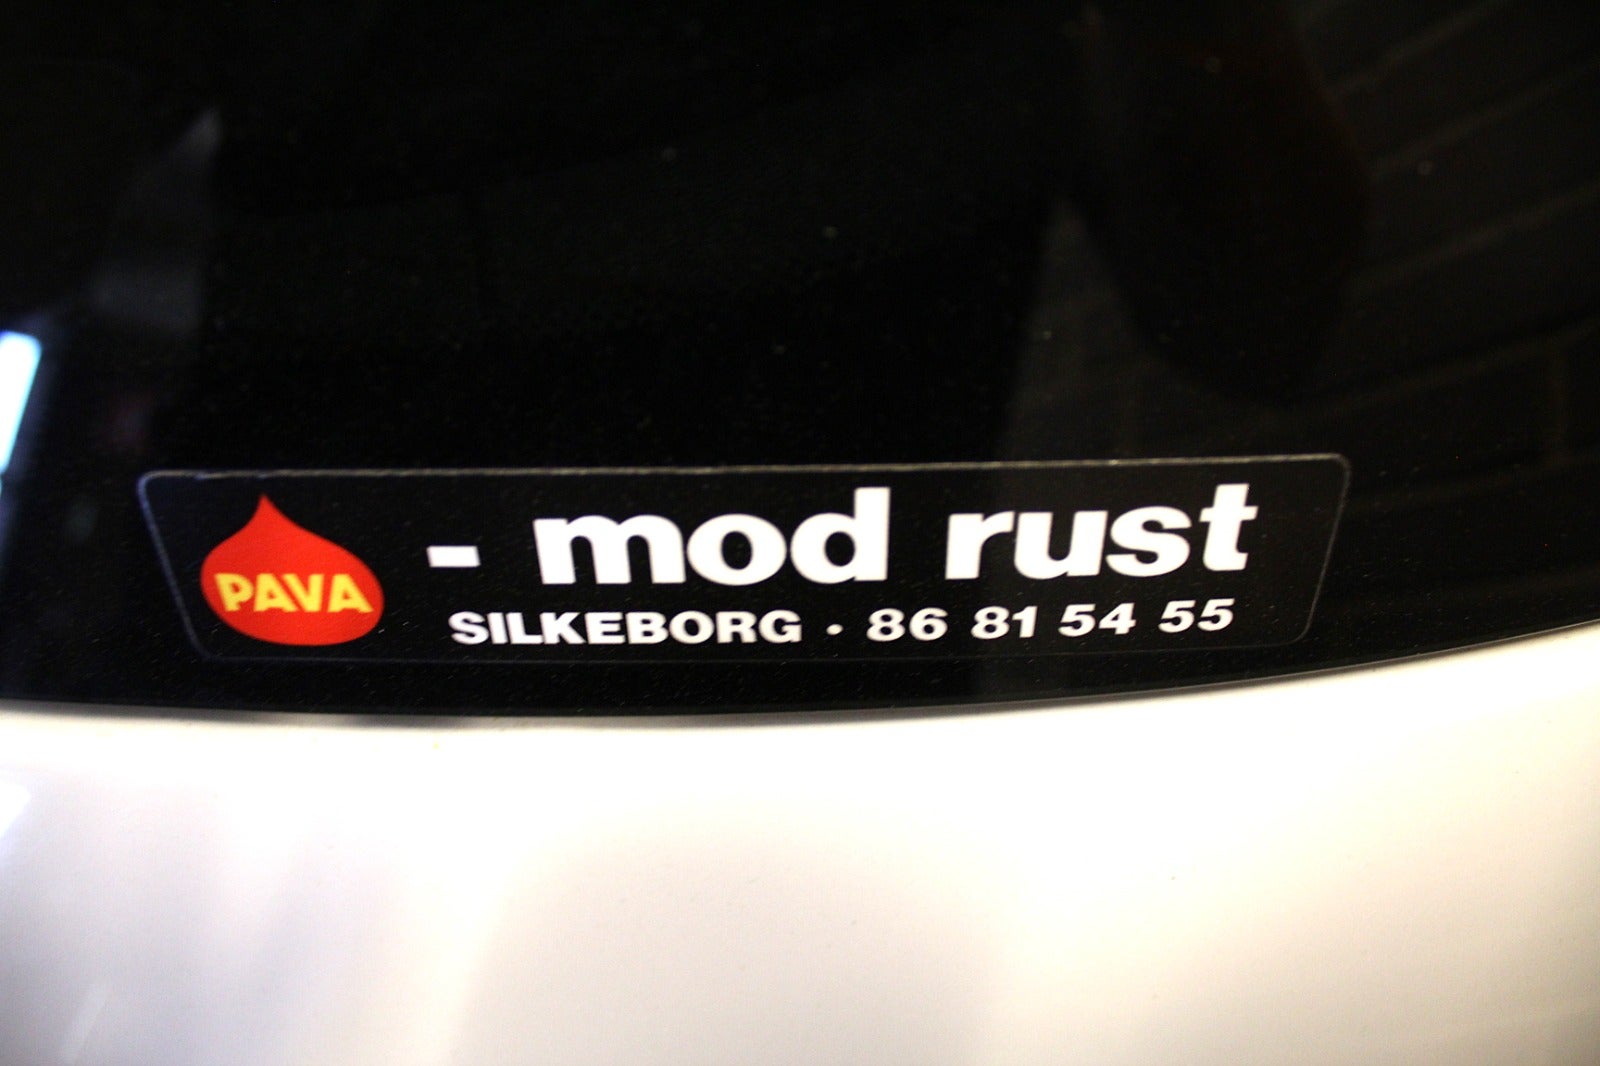 PAVA - mod rust
SILKEBORG · 86 81 54 55